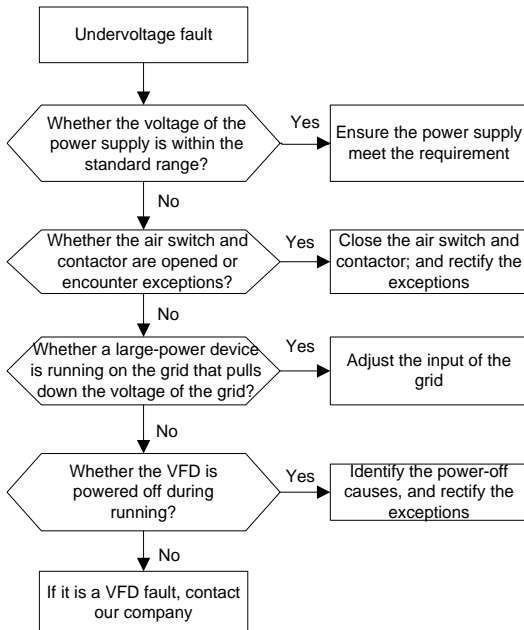 Undervoltage fault
Whether the voltage of the
power supply is within the
standard range?
Yes
Ensure the power supply
meet the requirement
No
Whether the air switch and
contactor are opened or
encounter exceptions?
Yes
Close the air switch and
contactor; and rectify the
exceptions
No
Whether a large-power device
is running on the grid that pulls
down the voltage of the grid?
Yes
Adjust the input of the
grid
No
Whether the VFD is
powered off during
running?
Yes
Identify the power-off
causes, and rectify the
exceptions
No
If it is a VFD fault, contact
our company